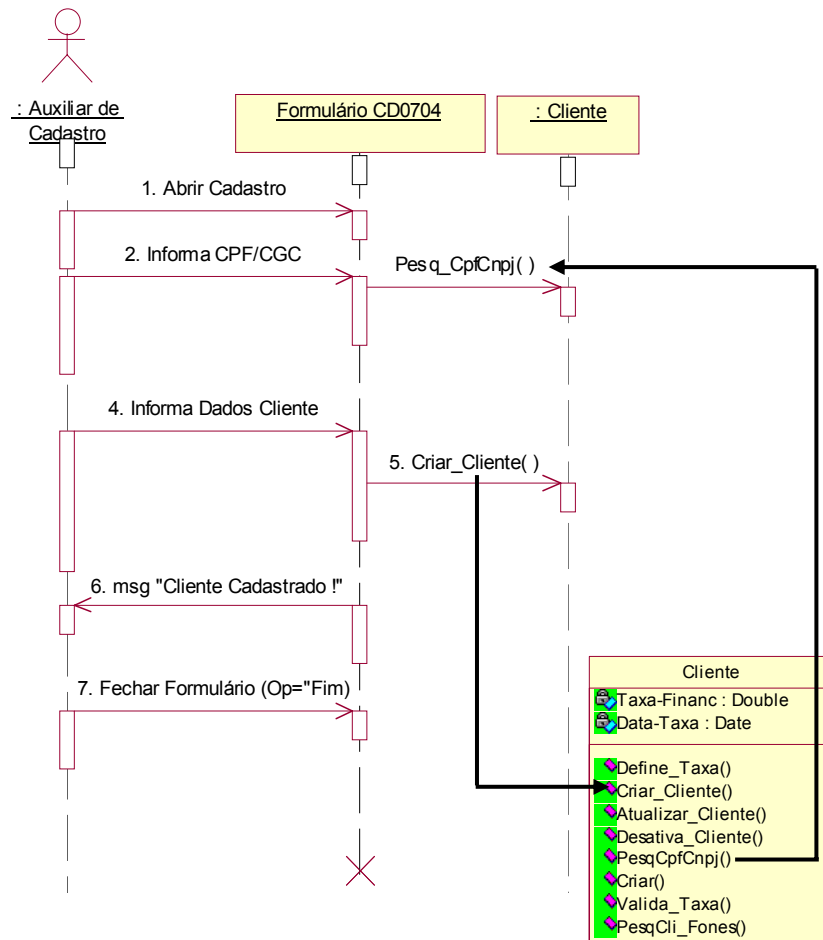 : Auxiliar de
Cadastro
Formulário CD0704
: Cliente
1. Abrir Cadastro
2. Informa CPF/CGC
Pesq_CpfCnpj( )
4. Informa Dados Cliente
5. Criar_Cliente( )
6. msg "Cliente Cadastrado !"
7. Fechar Formulário (Op="Fim)
Cliente
Taxa-Financ : Double
Data-Taxa : Date
Define_Taxa()
Criar_Cliente()
Atualizar_Cliente()
Desativa_Cliente()
PesqCpfCnpj()
Criar()
Valida_Taxa()
PesqCli_Fones()